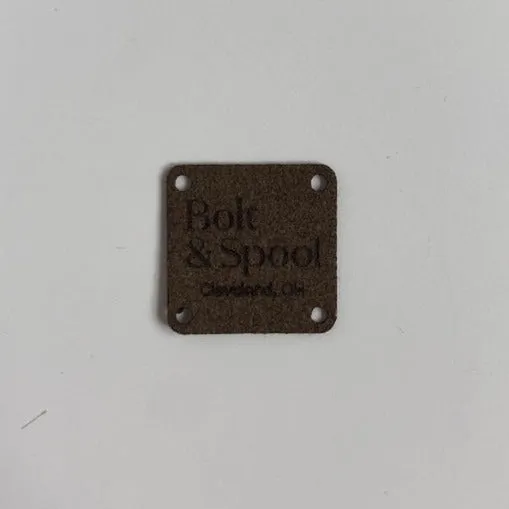 Bolt
& Spool
Cleveland, OH